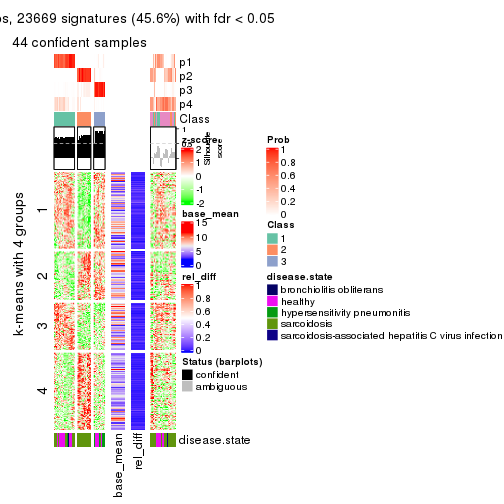 s, 23669 signatures (45.6%) with fdr < 0.05
44 confident samples
p1
p2
p3
p4
Class
1
0.5
0
Silhouette
score
z-score
2
1
0
-1
-2
base_mean
15
10
5
0
rel_diff
1
0.8
0.6
0.4
0.2
0
Status (barplots)
confident
ambiguous
Prob
1
0.8
0.6
0.4
0.2
0
Class
1
2
3
disease.state
bronchiolitis obliterans
healthy
hypersensitivity pneumonitis
sarcoidosis
sarcoidosis-associated hepatitis C virus infection
k-means with 4 groups
1
2
3
4
disease.state
base_mean
rel_diff